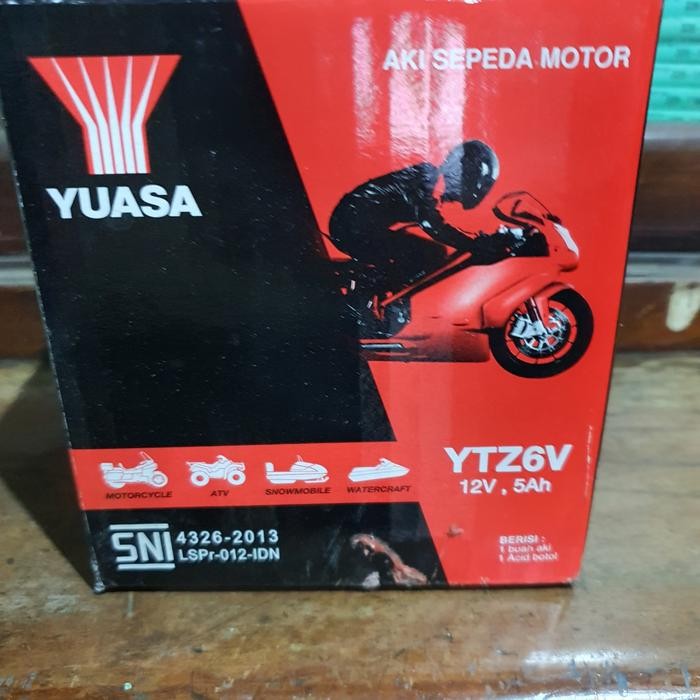 AKI SEPEDA MOTOR
YUASA
YTZ6V
12V , 5Ah
MOTORCYCLE
ATV
SNOWMOBILE
WATERCRAFT
SNI
4326-2013
LSPr-012-IDN
BERISI :
1 buah aki
1 Acid botol